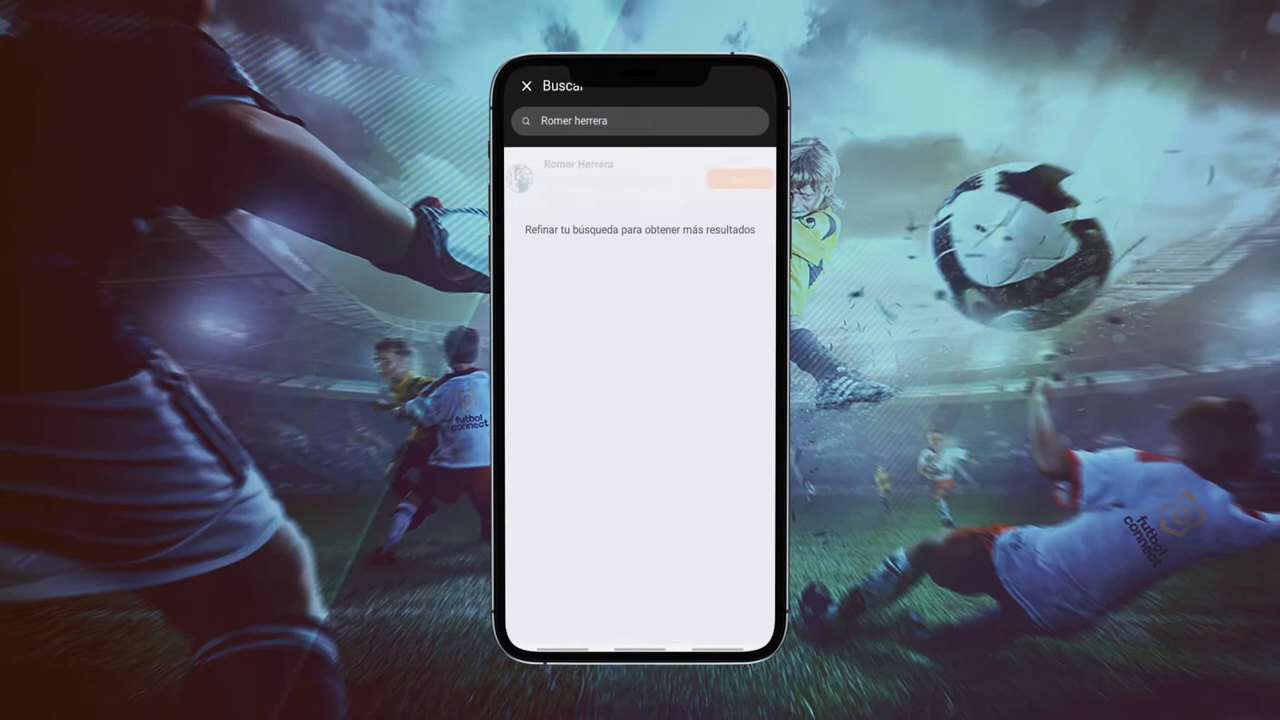 Buscar
Romer herrera
Romer Herrera
Refinar tu búsqueda para obtener más resultados
futbol
connect
futbol
connect